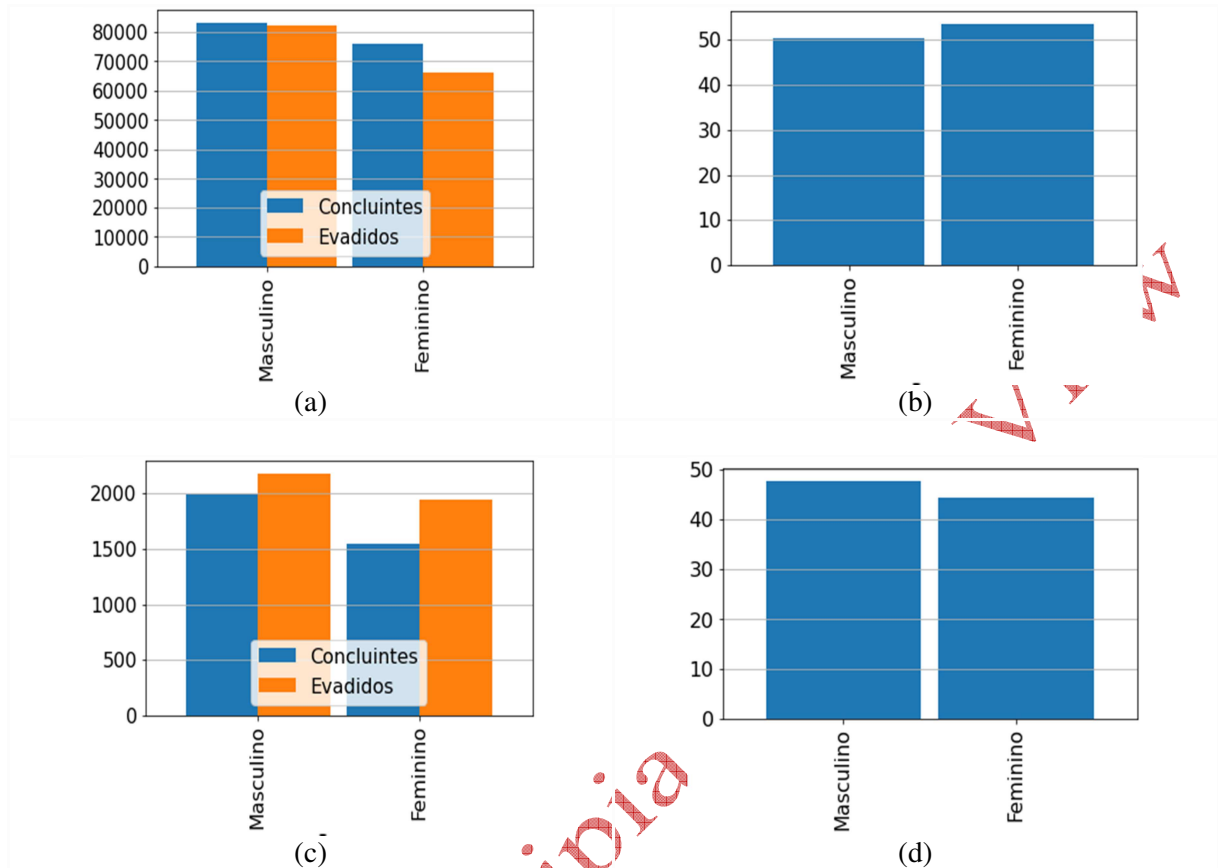 80000
70000
60000
50000
40000
30000
20000
10000
0
Concluintes
Evadidos
Masculino
Feminino
(a)
50
40
30
20
10
0
Masculino
Feminino
(b)
2000
1500
1000
500
0
Concluintes
Evadidos
Masculino
Feminino
(c)
50
40
30
20
10
0
Masculino
Feminino
(d)